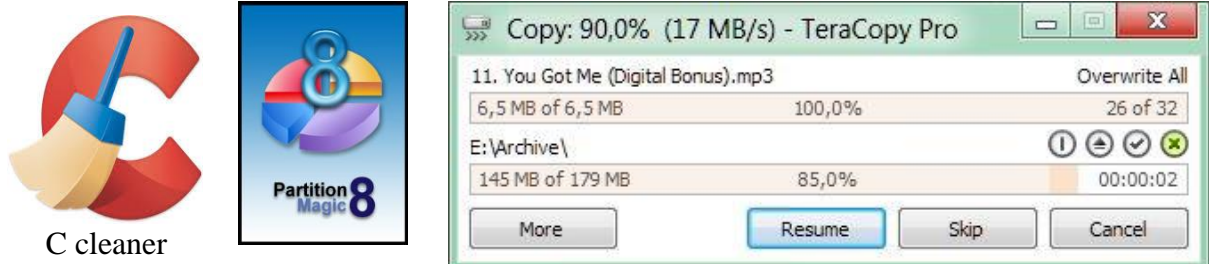 C cleaner
8
Partition
Magic 8
Copy: 90,0% (17 MB/s) - TeraCopy Pro
11. You Got Me (Digital Bonus).mp3 Overwrite All
6,5 MB of 6,5 MB 100,0% 26 of 32
E:\Archive\
145 MB of 179 MB 85,0% 00:00:02
More Resume Skip Cancel